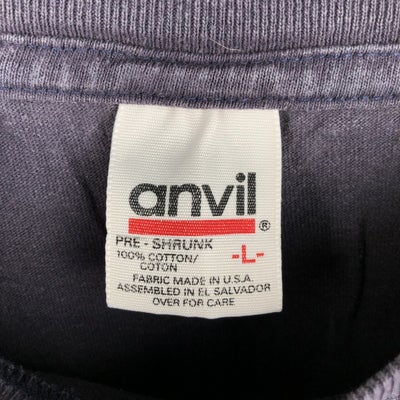 anvil
®
PRE - SHRUNK
100% COTTON/
COTON
-L-
FABRIC MADE IN U.S.A.
ASSEMBLED IN EL SALVADOR
OVER FOR CARE